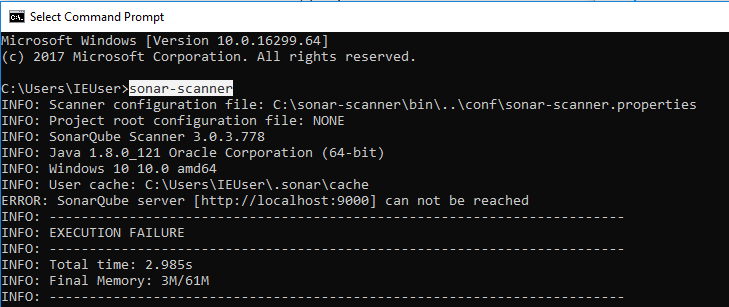 Select Command Prompt
Microsoft Windows [Version 10.0.16299.64]
(c) 2017 Microsoft Corporation. All rights reserved.
C:\Users\IEUser>sonar-scanner
INFO: Scanner configuration file: C:\sonar-scanner\bin\..\conf\sonar-scanner.properties
INFO: Project root configuration file: NONE
INFO: SonarQube Scanner 3.0.3.778
INFO: Java 1.8.0_121 Oracle Corporation (64-bit)
INFO: Windows 10 10.0 amd64
INFO: User cache: C:\Users\IEUser\.sonar\cache
ERROR: SonarQube server [http://localhost:9000] can not be reached
INFO: ------------------------------------------------------------------------
INFO: EXECUTION FAILURE
INFO: ------------------------------------------------------------------------
INFO: Total time: 2.985s
INFO: Final Memory: 3M/61M
INFO: ------------------------------------------------------------------------